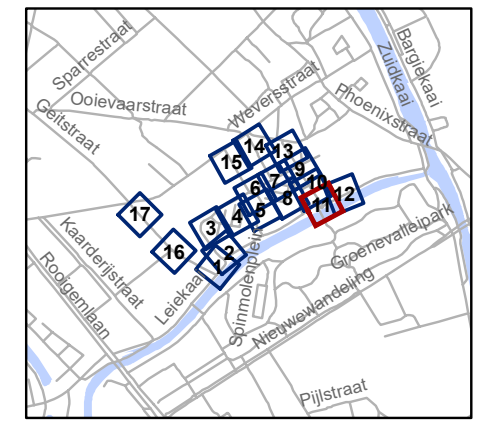 Sparrestraat
Bargiekaai
Zuidkaai
Weversstraat
Ooievaarstraat
Phoenixstraat
Geitstraat
14
13
15
9
7
10
6
12
8
11
17
5
4
3
Groenevalleipark
16
2
1
Kaarderijstraat
Leiekaai
Spinmolenplein
Rooigemlaan
Nieuwewandeling
Pijlstraat